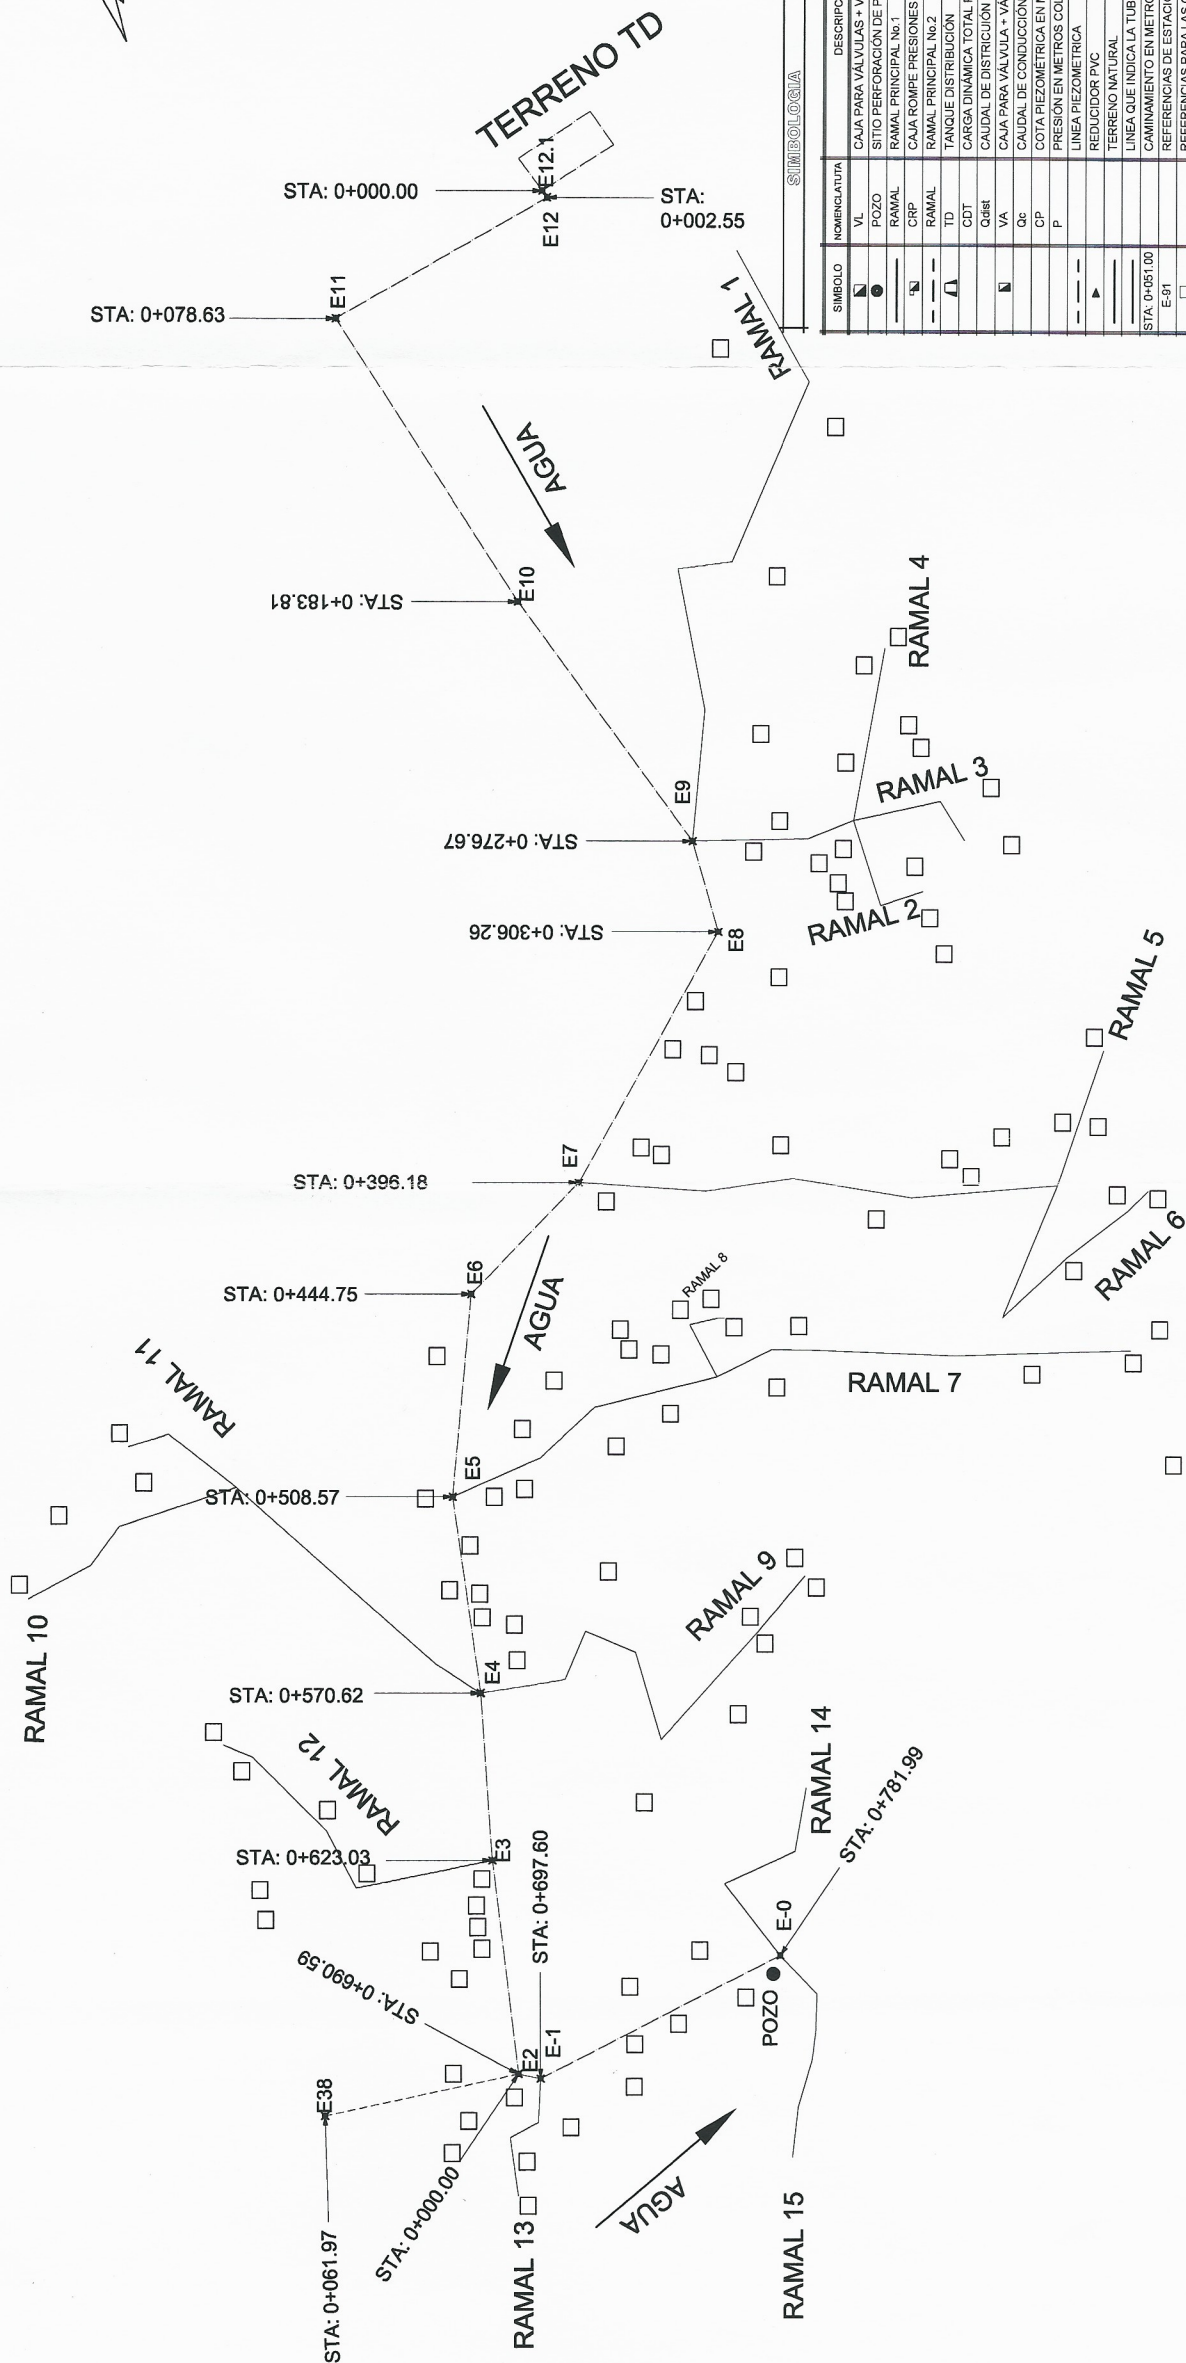 TERRENO TD
STA: 0+000.00
E12.1
E12
STA:
0+002.55
E11
STA: 0+078.63
RAMAL 1
AGUA
E10
STA: 0+183.81
RAMAL 4
RAMAL 3
E9
STA: 0+276.67
RAMAL 2
STA: 0+306.26
E8
RAMAL 5
E7
STA: 0+396.18
RAMAL 6
E6
STA: 0+444.75
RAMAL 8
AGUA
RAMAL 11
RAMAL 7
E5
STA: 0+508.57
RAMAL 9
RAMAL 10
E4
STA: 0+570.62
RAMAL 12
RAMAL 14
STA: 0+781.99
E3
STA: 0+623.03
STA: 0+697.60
E-0
STA: 0+690.59
POZO
E2
E-1
E38
STA: 0+000.00
AGUA
STA: 0+061.97
RAMAL 13
RAMAL 15
SIMBOLOGIA
SIMBOLO NOMENCLATUTA
VL CAJA PARA VÁLVULAS + V
POZO SITIO PERFORACIÓN DE P
RAMAL RAMAL PRINCIPAL No.1
CRP CAJA ROMPE PRESIONES
RAMAL RAMAL PRINCIPAL No.2
TD TANQUE DISTRIBUCIÓN
CDT CARGA DINÁMICA TOTAL
Qdist CAUDAL DE DISTRICUIÓN
VA CAJA PARA VÁLVULA + VÁ
Qc CAUDAL DE CONDUCCIÓN
CP COTA PIEZOMÉTRICA EN
P PRESIÓN EN METROS COL
LINEA PIEZOMETRICA
REDUCIDOR PVC
TERRENO NATURAL
LINEA QUE INDICA LA TUB
STA: 0+051.00 CAMINAMIENTO EN METRO
E-91 REFERENCIAS DE ESTACIO